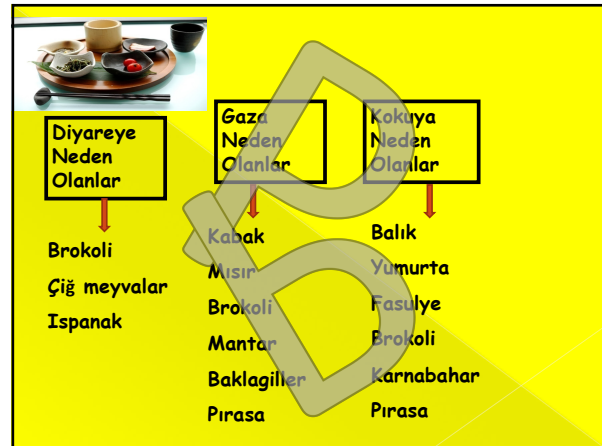 Diyareye
Neden
Olanlar
Brokoli
Çiğ meyvalar
Ispanak
Gaza
Neden
Olanlar
Kabak
Mısır
Brokoli
Mantar
Baklagiller
Pırasa
Kokuya
Neden
Olanlar
Balık
Yumurta
Fasulye
Brokoli
Karnabahar
Pırasa